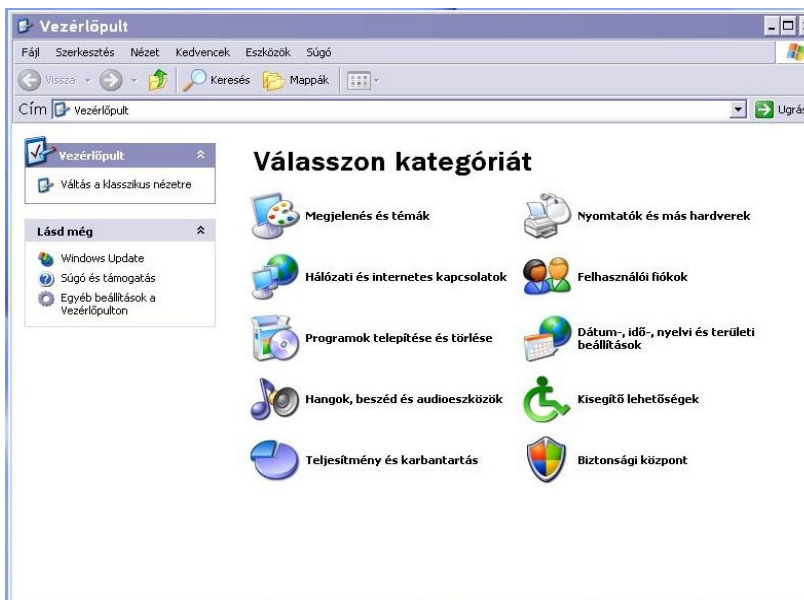 Vezérlőpult
Fájl Szerkesztés Nézet Kedvencek Eszközök Súgó
Vissza Keresés Mappák
Cím Vezérlőpult Ugrás
Vezérlőpult
Váltás a klasszikus nézetre
Lásd még
Windows Update
Súgó és támogatás
Egyéb beállítások a
Vezérlőpulton
Válasszon kategóriát
Megjelenés és témák
Nyomtatók és más hardverek
Hálózati és internetes kapcsolatok
Felhasználói fiókok
Programok telepítése és törlése
Dátum-, idő-, nyelvi és területi
beállítások
Hangok, beszéd és audioeszközök
Kisegítő lehetőségek
Teljesítmény és karbantartás
Biztonsági központ